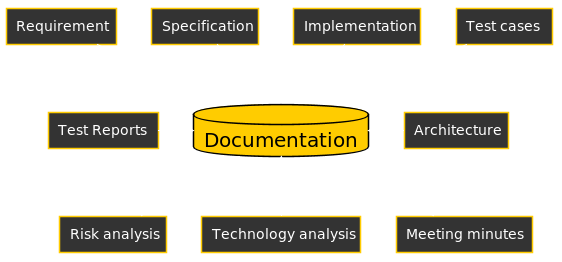 Requirement
Specification
Implementation
Test cases
Test Reports
Documentation
Architecture
Risk analysis
Technology analysis
Meeting minutes